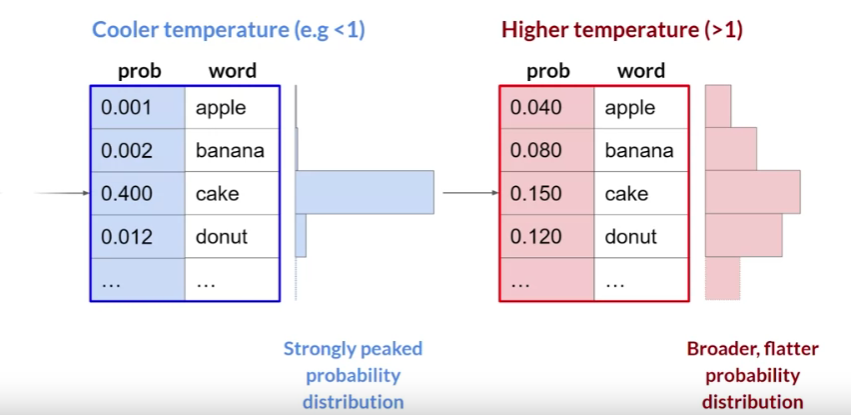 Cooler temperature (e.g <1)
prob word
0.001 apple
0.002 banana
0.400 cake
0.012 donut
... ...
Strongly peaked
probability
distribution
Higher temperature (>1)
prob word
0.040 apple
0.080 banana
0.150 cake
0.120 donut
... ...
Broader, flatter
probability
distribution